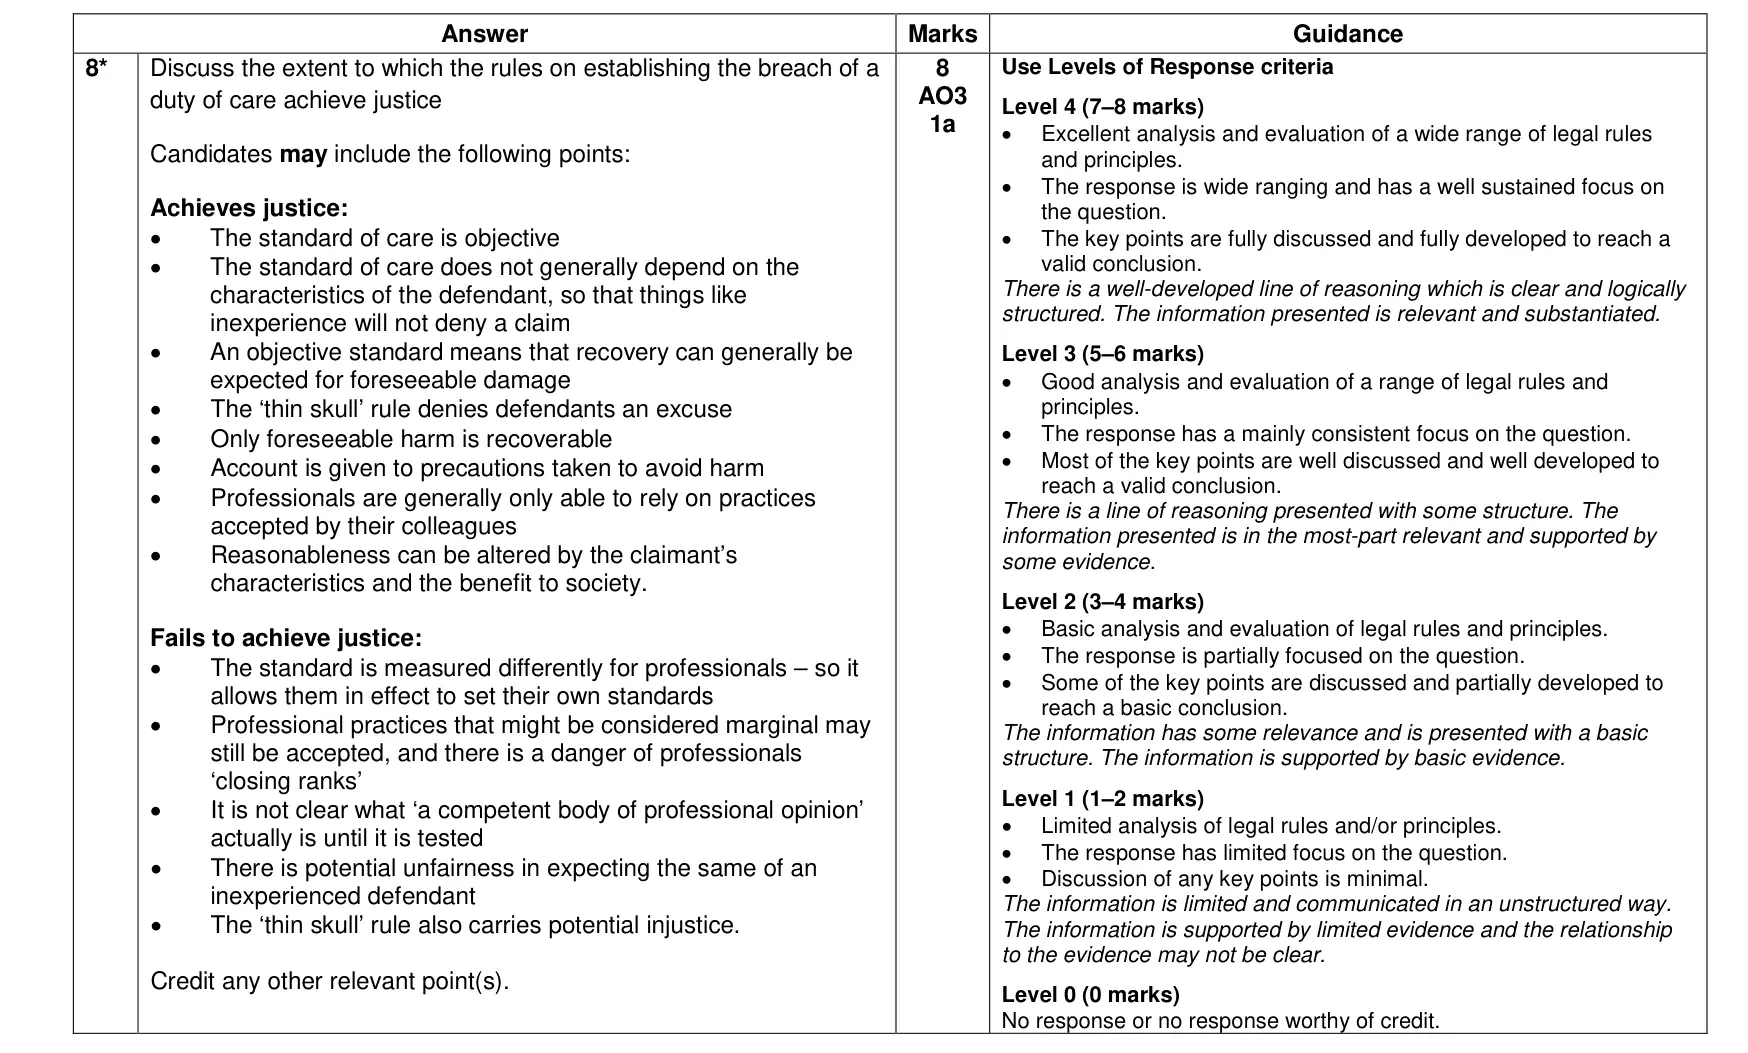 Answer
Marks
Guidance
8*
Discuss the extent to which the rules on establishing the breach of a
duty of care achieve justice
Candidates may include the following points:
Achieves justice:
• The standard of care is objective
• The standard of care does not generally depend on the
characteristics of the defendant, so that things like
inexperience will not deny a claim
• An objective standard means that recovery can generally be
expected for foreseeable damage
• The ‘thin skull’ rule denies defendants an excuse
• Only foreseeable harm is recoverable
• Account is given to precautions taken to avoid harm
• Professionals are generally only able to rely on practices
accepted by their colleagues
• Reasonableness can be altered by the claimant’s
characteristics and the benefit to society.
Fails to achieve justice:
• The standard is measured differently for professionals – so it
allows them in effect to set their own standards
• Professional practices that might be considered marginal may
still be accepted, and there is a danger of professionals
‘closing ranks’
• It is not clear what ‘a competent body of professional opinion’
actually is until it is tested
• There is potential unfairness in expecting the same of an
inexperienced defendant
• The ‘thin skull’ rule also carries potential injustice.
Credit any other relevant point(s).
8
AO3
1a
Use Levels of Response criteria
Level 4 (7–8 marks)
• Excellent analysis and evaluation of a wide range of legal rules
and principles.
• The response is wide ranging and has a well sustained focus on
the question.
• The key points are fully discussed and fully developed to reach a
valid conclusion.
There is a well-developed line of reasoning which is clear and logically
structured. The information presented is relevant and substantiated.
Level 3 (5–6 marks)
• Good analysis and evaluation of a range of legal rules and
principles.
• The response has a mainly consistent focus on the question.
• Most of the key points are well discussed and well developed to
reach a valid conclusion.
There is a line of reasoning presented with some structure. The
information presented is in the most-part relevant and supported by
some evidence.
Level 2 (3–4 marks)
• Basic analysis and evaluation of legal rules and principles.
• The response is partially focused on the question.
• Some of the key points are discussed and partially developed to
reach a basic conclusion.
The information has some relevance and is presented with a basic
structure. The information is supported by basic evidence.
Level 1 (1–2 marks)
• Limited analysis of legal rules and/or principles.
• The response has limited focus on the question.
• Discussion of any key points is minimal.
The information is limited and communicated in an unstructured way.
The information is supported by limited evidence and the relationship
to the evidence may not be clear.
Level 0 (0 marks)
No response or no response worthy of credit.